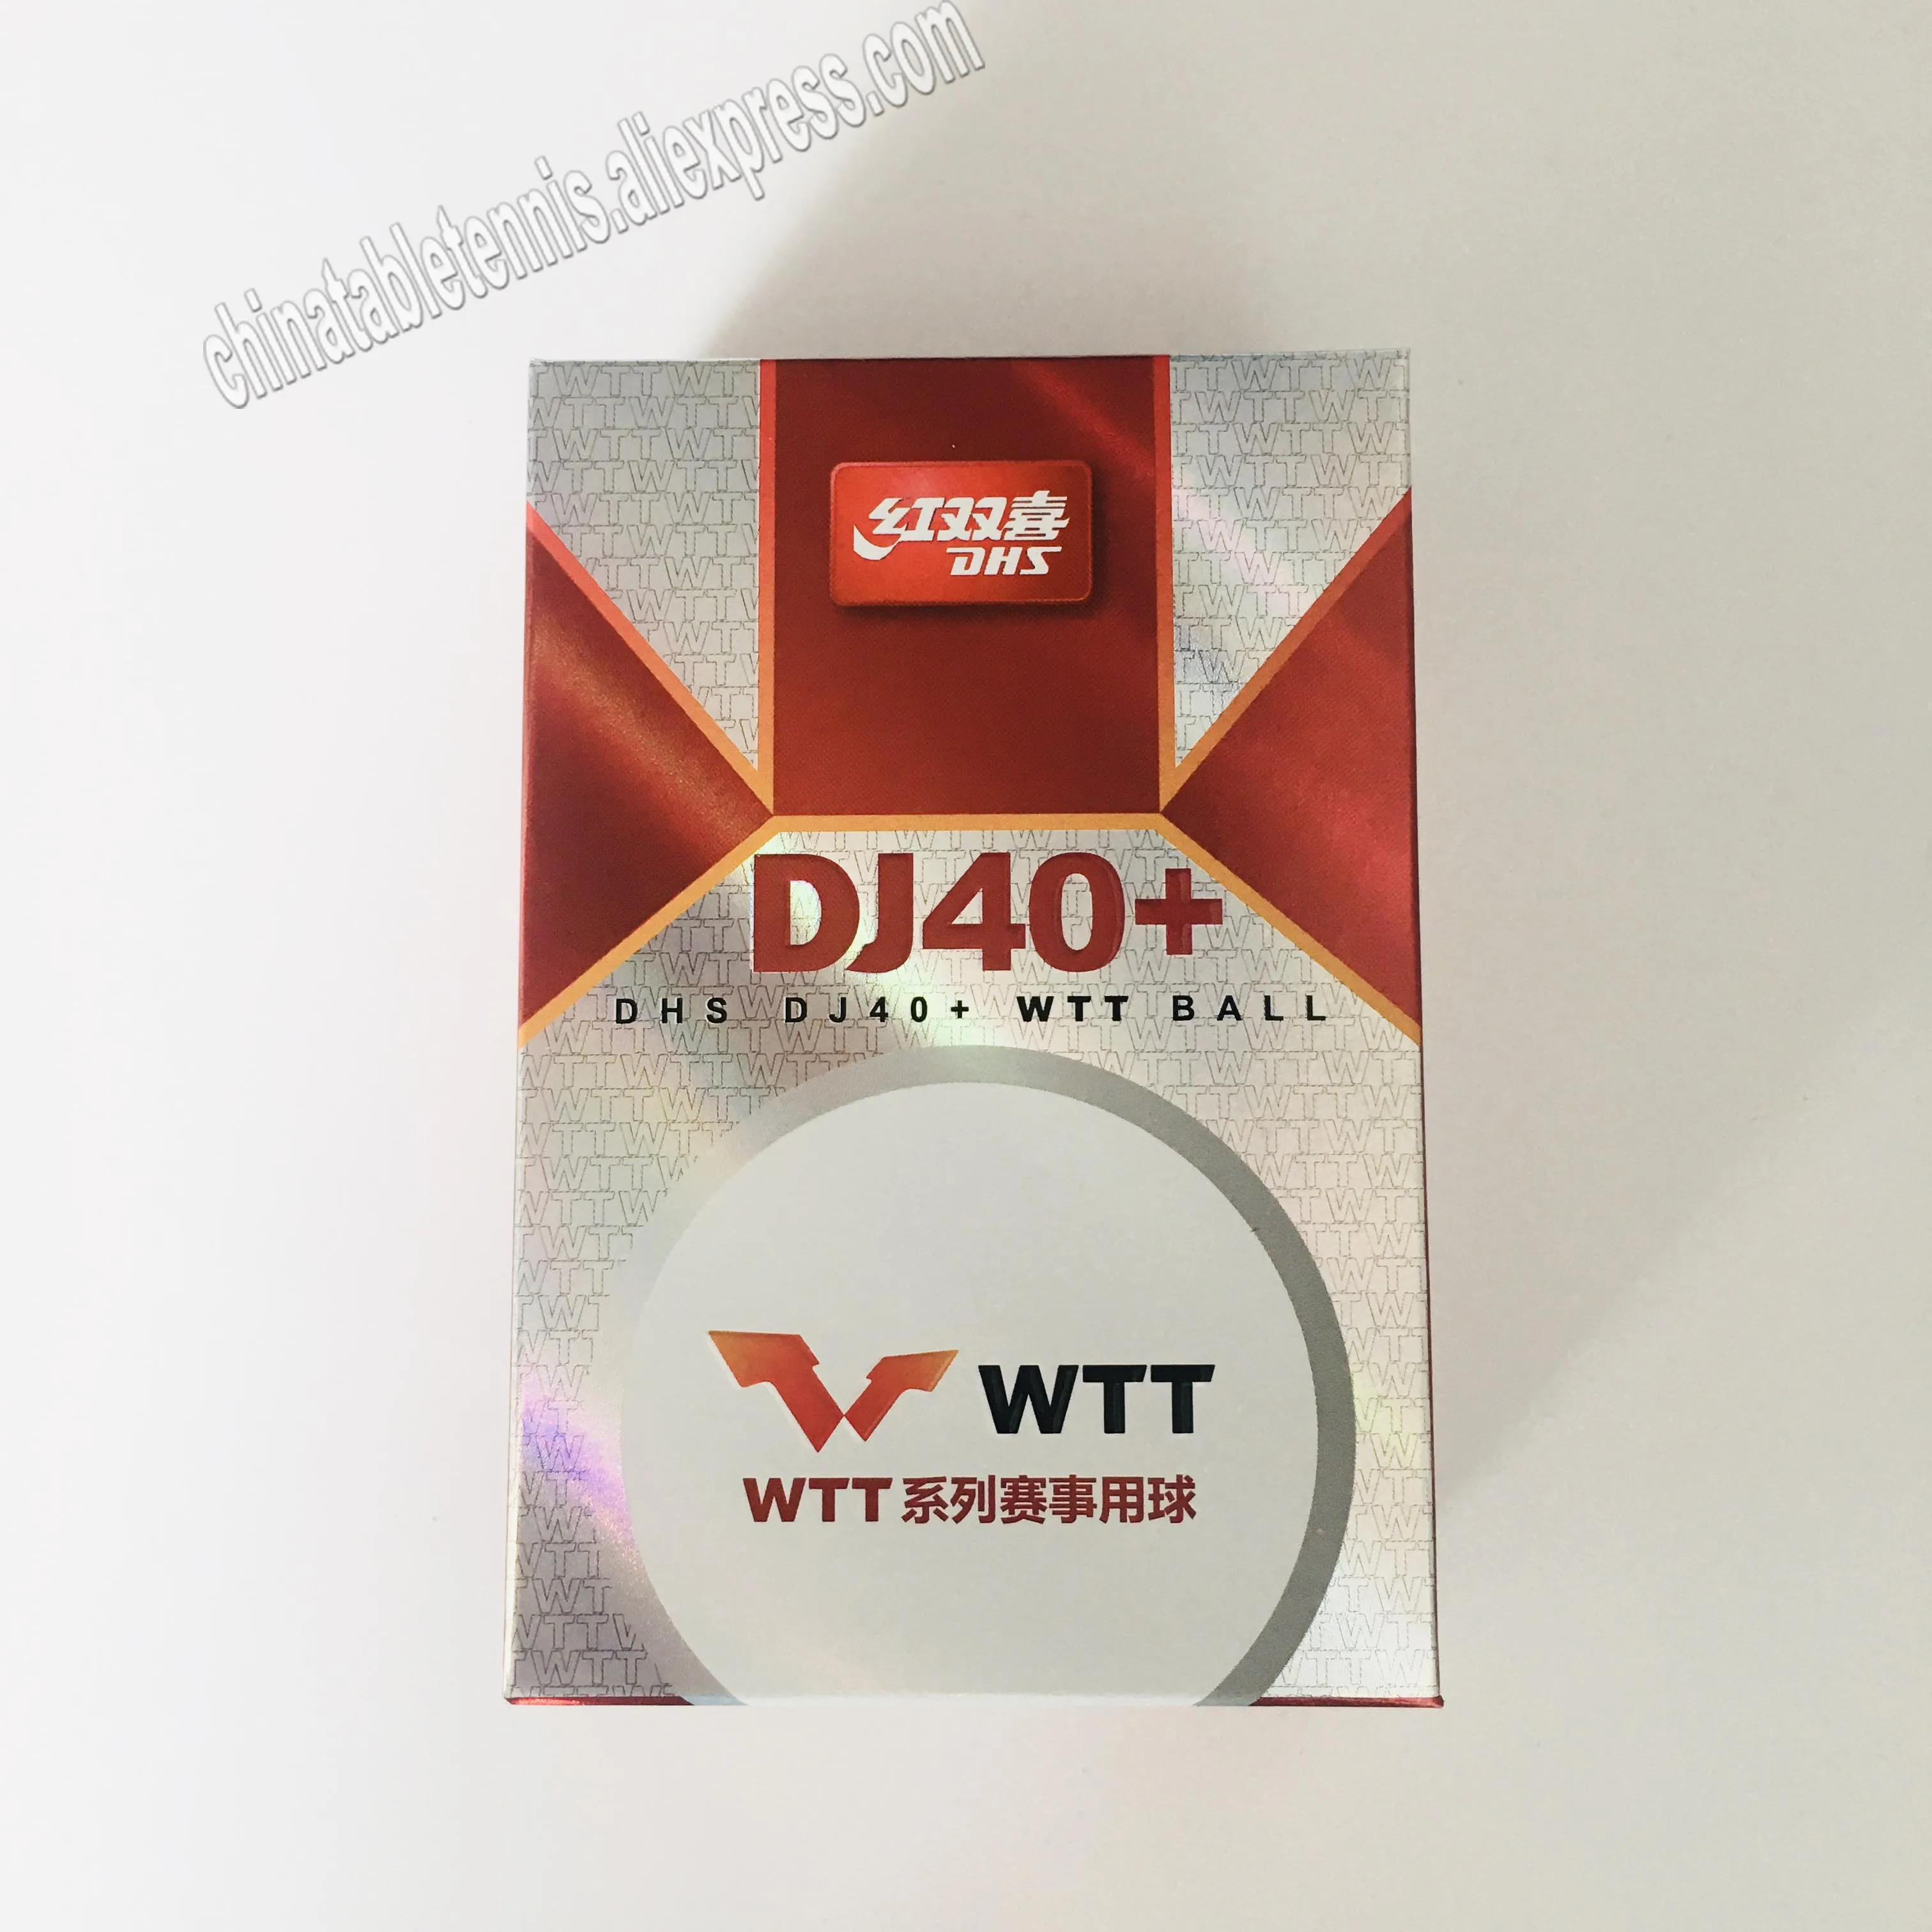 chinatabletennis.aliexpress.com
红双喜
DHS
DJ40+
DHS DJ40+ WTT BALL
WTT
WTT系列赛事用球